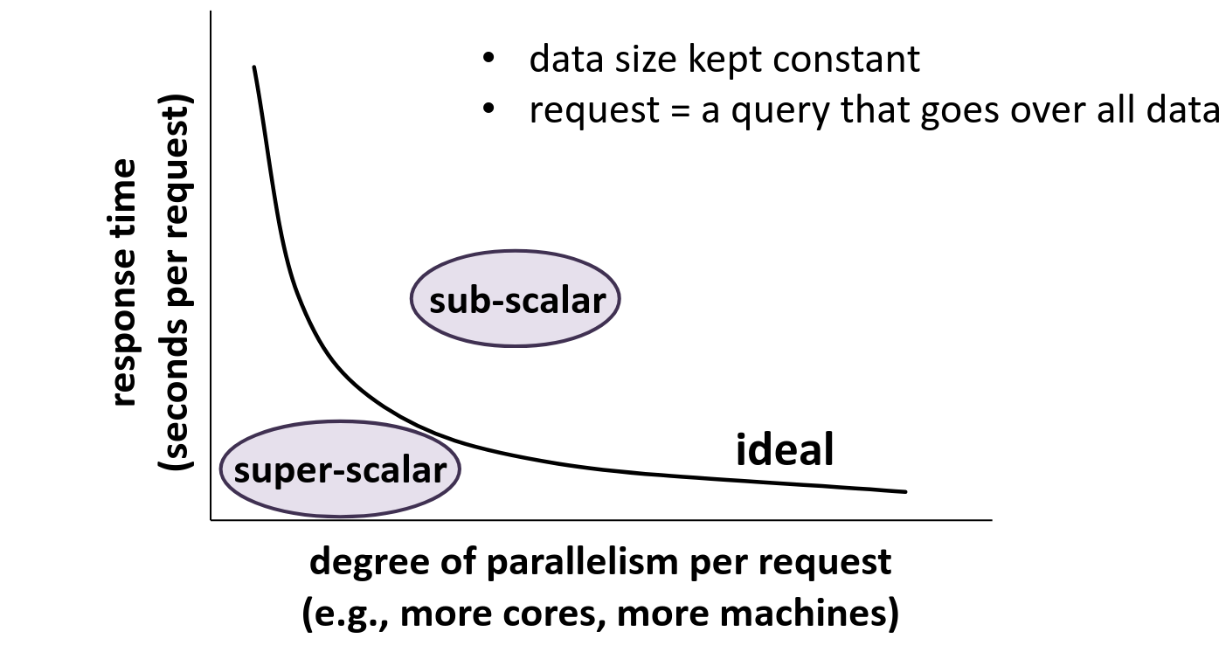 • data size kept constant
• request = a query that goes over all data
response time
(seconds per request)
sub-scalar
ideal
super-scalar
degree of parallelism per request
(e.g., more cores, more machines)